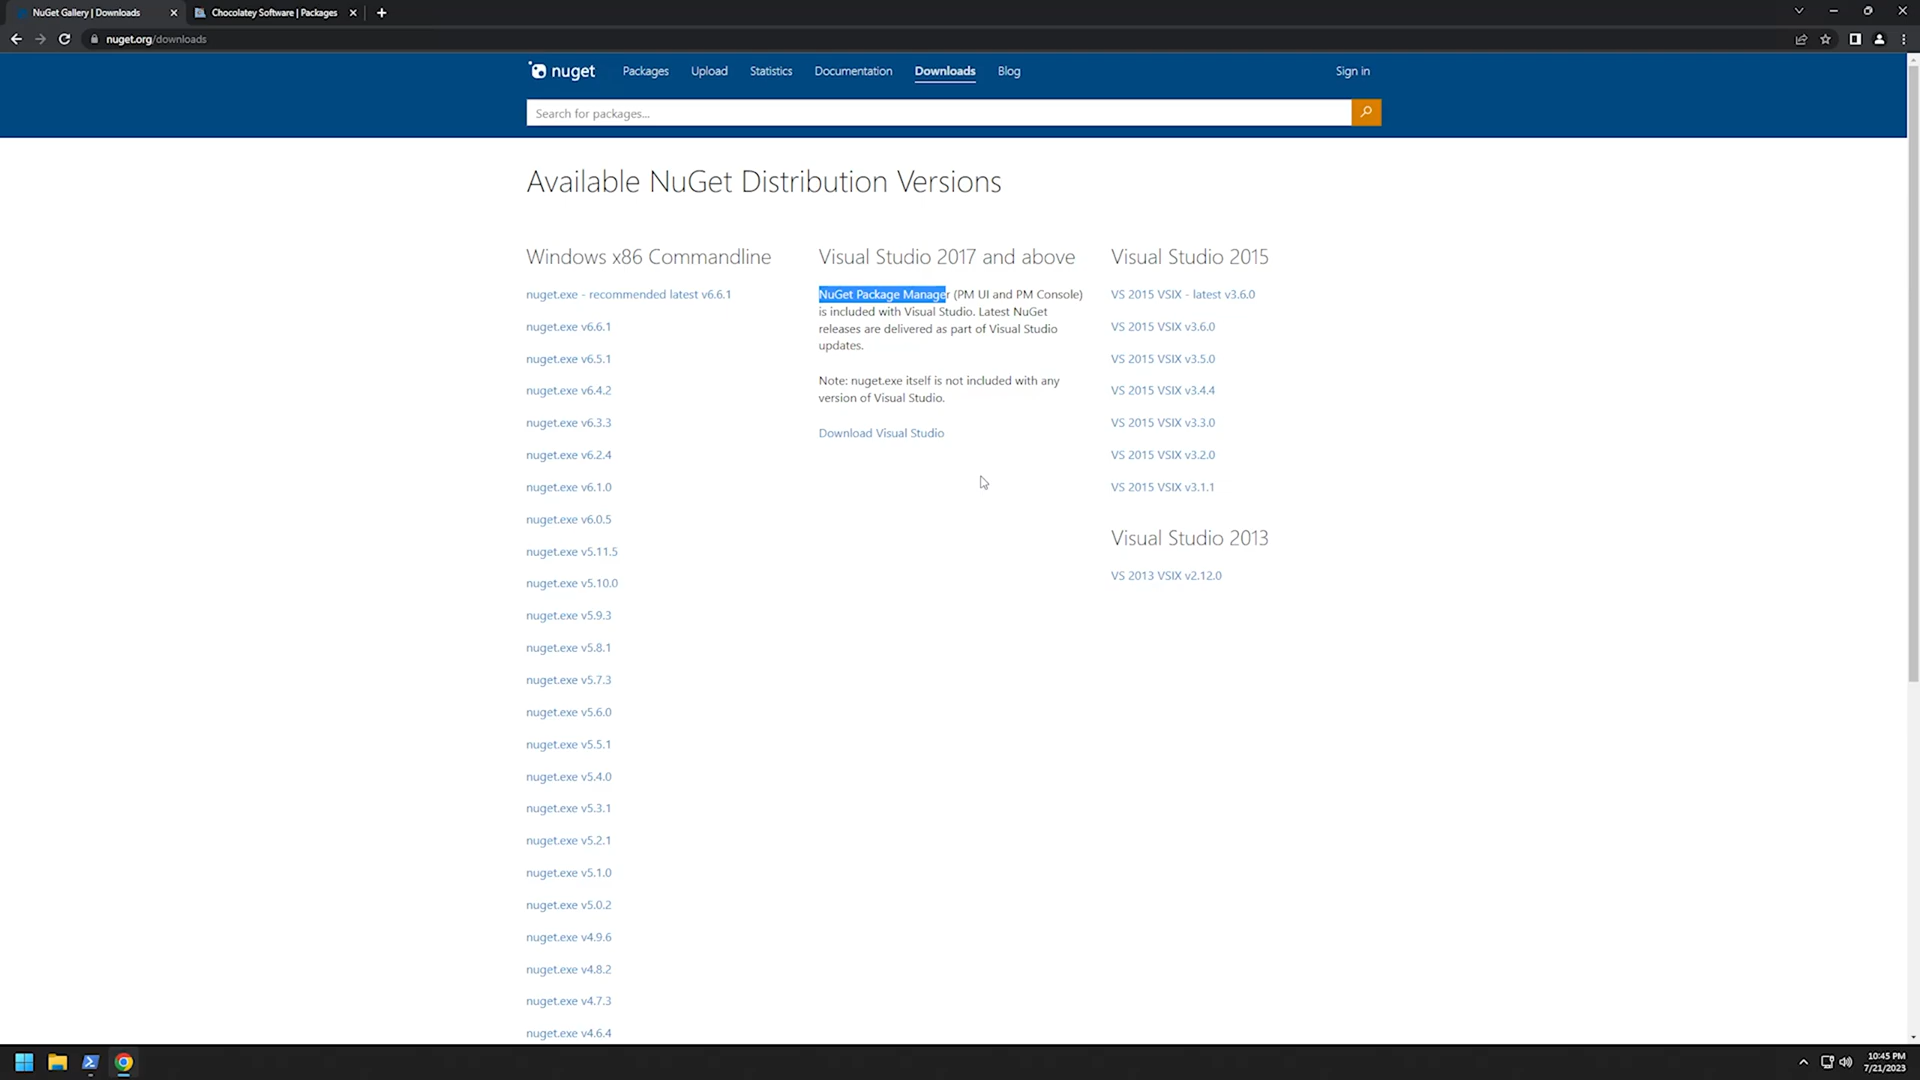 NuGet Gallery | Downloads
Chocolatey Software | Packages
nuget.org/downloads
nuget Packages Upload Statistics Documentation Downloads Blog Sign in
Search for packages...
Available NuGet Distribution Versions
Windows x86 Commandline
nuget.exe - recommended latest v6.6.1
nuget.exe v6.6.1
nuget.exe v6.5.1
nuget.exe v6.4.2
nuget.exe v6.3.3
nuget.exe v6.2.4
nuget.exe v6.1.0
nuget.exe v6.0.5
nuget.exe v5.11.5
nuget.exe v5.10.0
nuget.exe v5.9.3
nuget.exe v5.8.1
nuget.exe v5.7.3
nuget.exe v5.6.0
nuget.exe v5.5.1
nuget.exe v5.4.0
nuget.exe v5.3.1
nuget.exe v5.2.1
nuget.exe v5.1.0
nuget.exe v5.0.2
nuget.exe v4.9.6
nuget.exe v4.8.2
nuget.exe v4.7.3
nuget.exe v4.6.4
Visual Studio 2017 and above
NuGet Package Manager (PM UI and PM Console)
is included with Visual Studio. Latest NuGet
releases are delivered as part of Visual Studio
updates.
Note: nuget.exe itself is not included with any
version of Visual Studio.
Download Visual Studio
Visual Studio 2015
VS 2015 VSIX - latest v3.6.0
VS 2015 VSIX v3.6.0
VS 2015 VSIX v3.5.0
VS 2015 VSIX v3.4.4
VS 2015 VSIX v3.3.0
VS 2015 VSIX v3.2.0
VS 2015 VSIX v3.1.1
Visual Studio 2013
VS 2013 VSIX v2.12.0
10:45 PM
7/21/2023